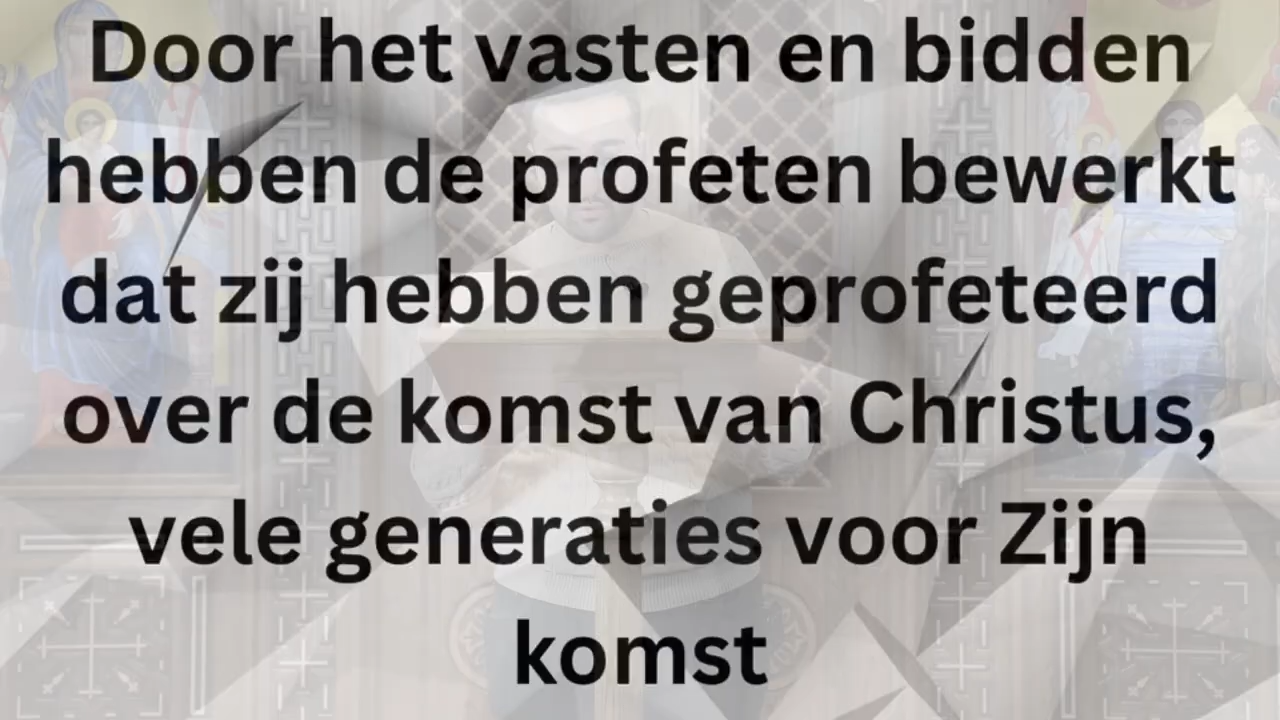 Door het vasten en bidden
hebben de profeten bewerkt
dat zij hebben geprofeteerd
over de komst van Christus,
vele generaties voor Zijn
komst